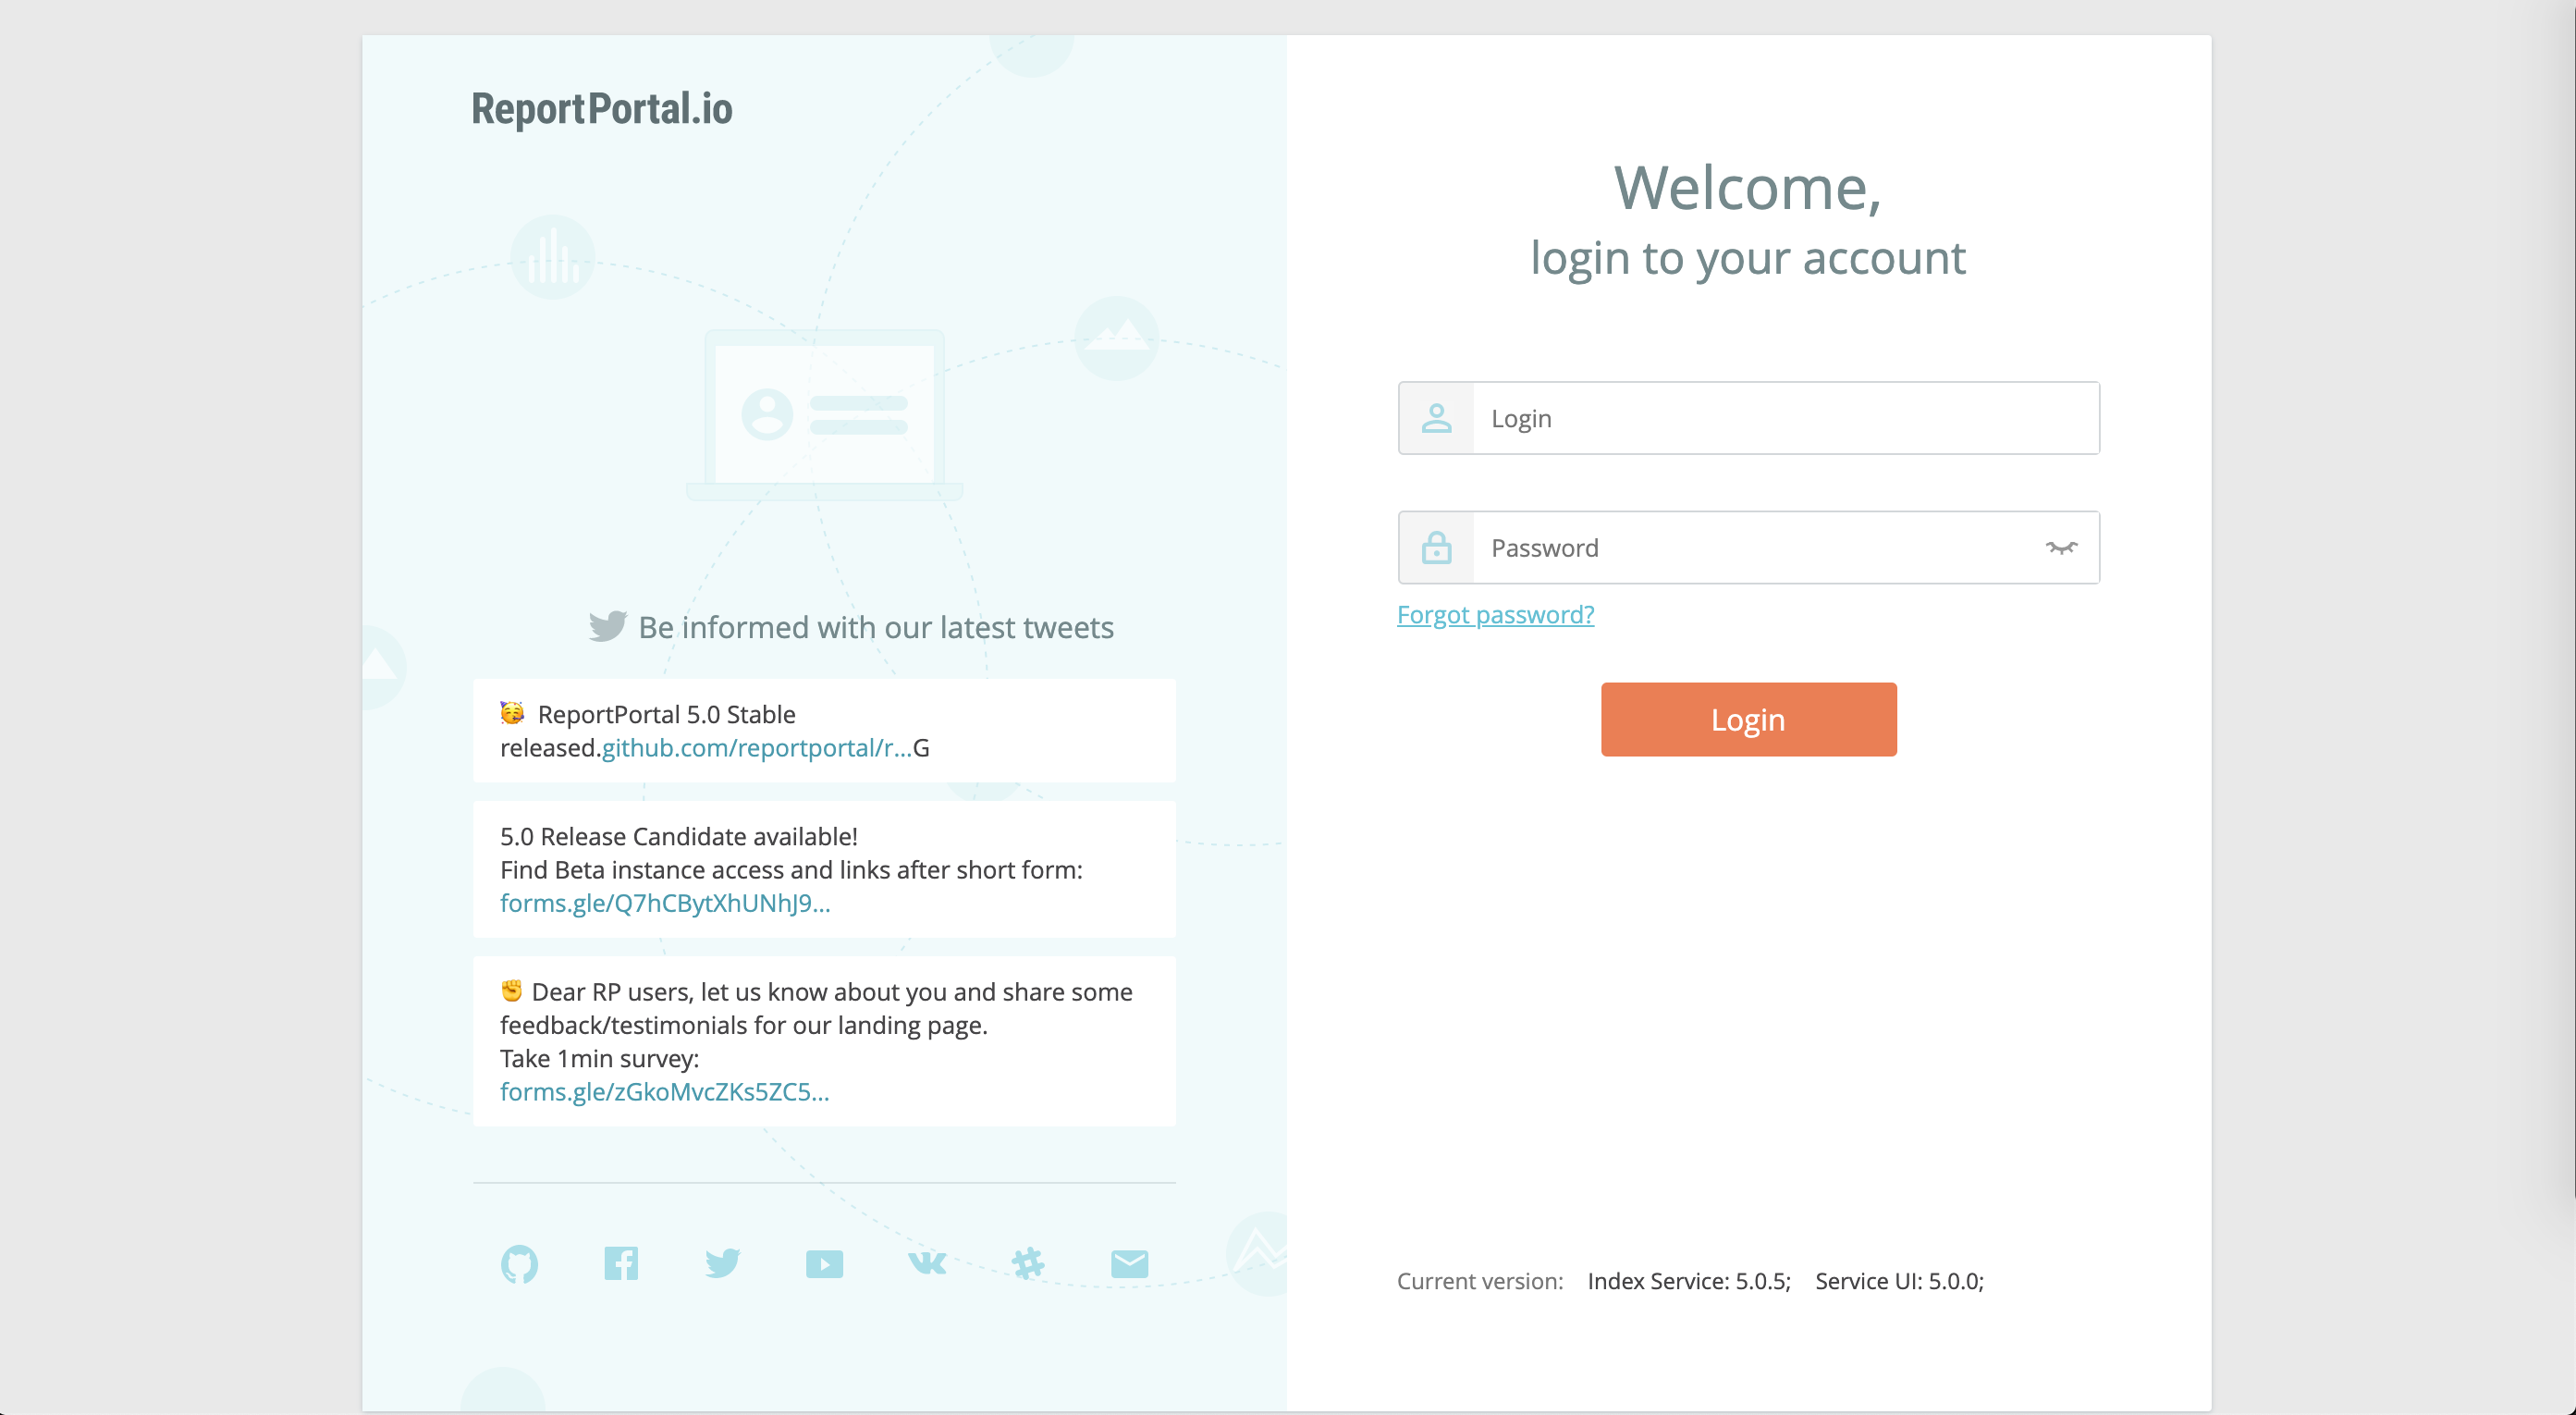 ReportPortal.io
Be informed with our latest tweets
🥳 ReportPortal 5.0 Stable
released.github.com/reportportal/r...G
5.0 Release Candidate available!
Find Beta instance access and links after short form:
forms.gle/Q7hCBytXhUNhJ9...
✊ Dear RP users, let us know about you and share some
feedback/testimonials for our landing page.
Take 1min survey:
forms.gle/zGkoMvcZKs5ZC5...
Welcome,
login to your account
Login
Password
Forgot password?
Login
Current version: Index Service: 5.0.5; Service UI: 5.0.0;